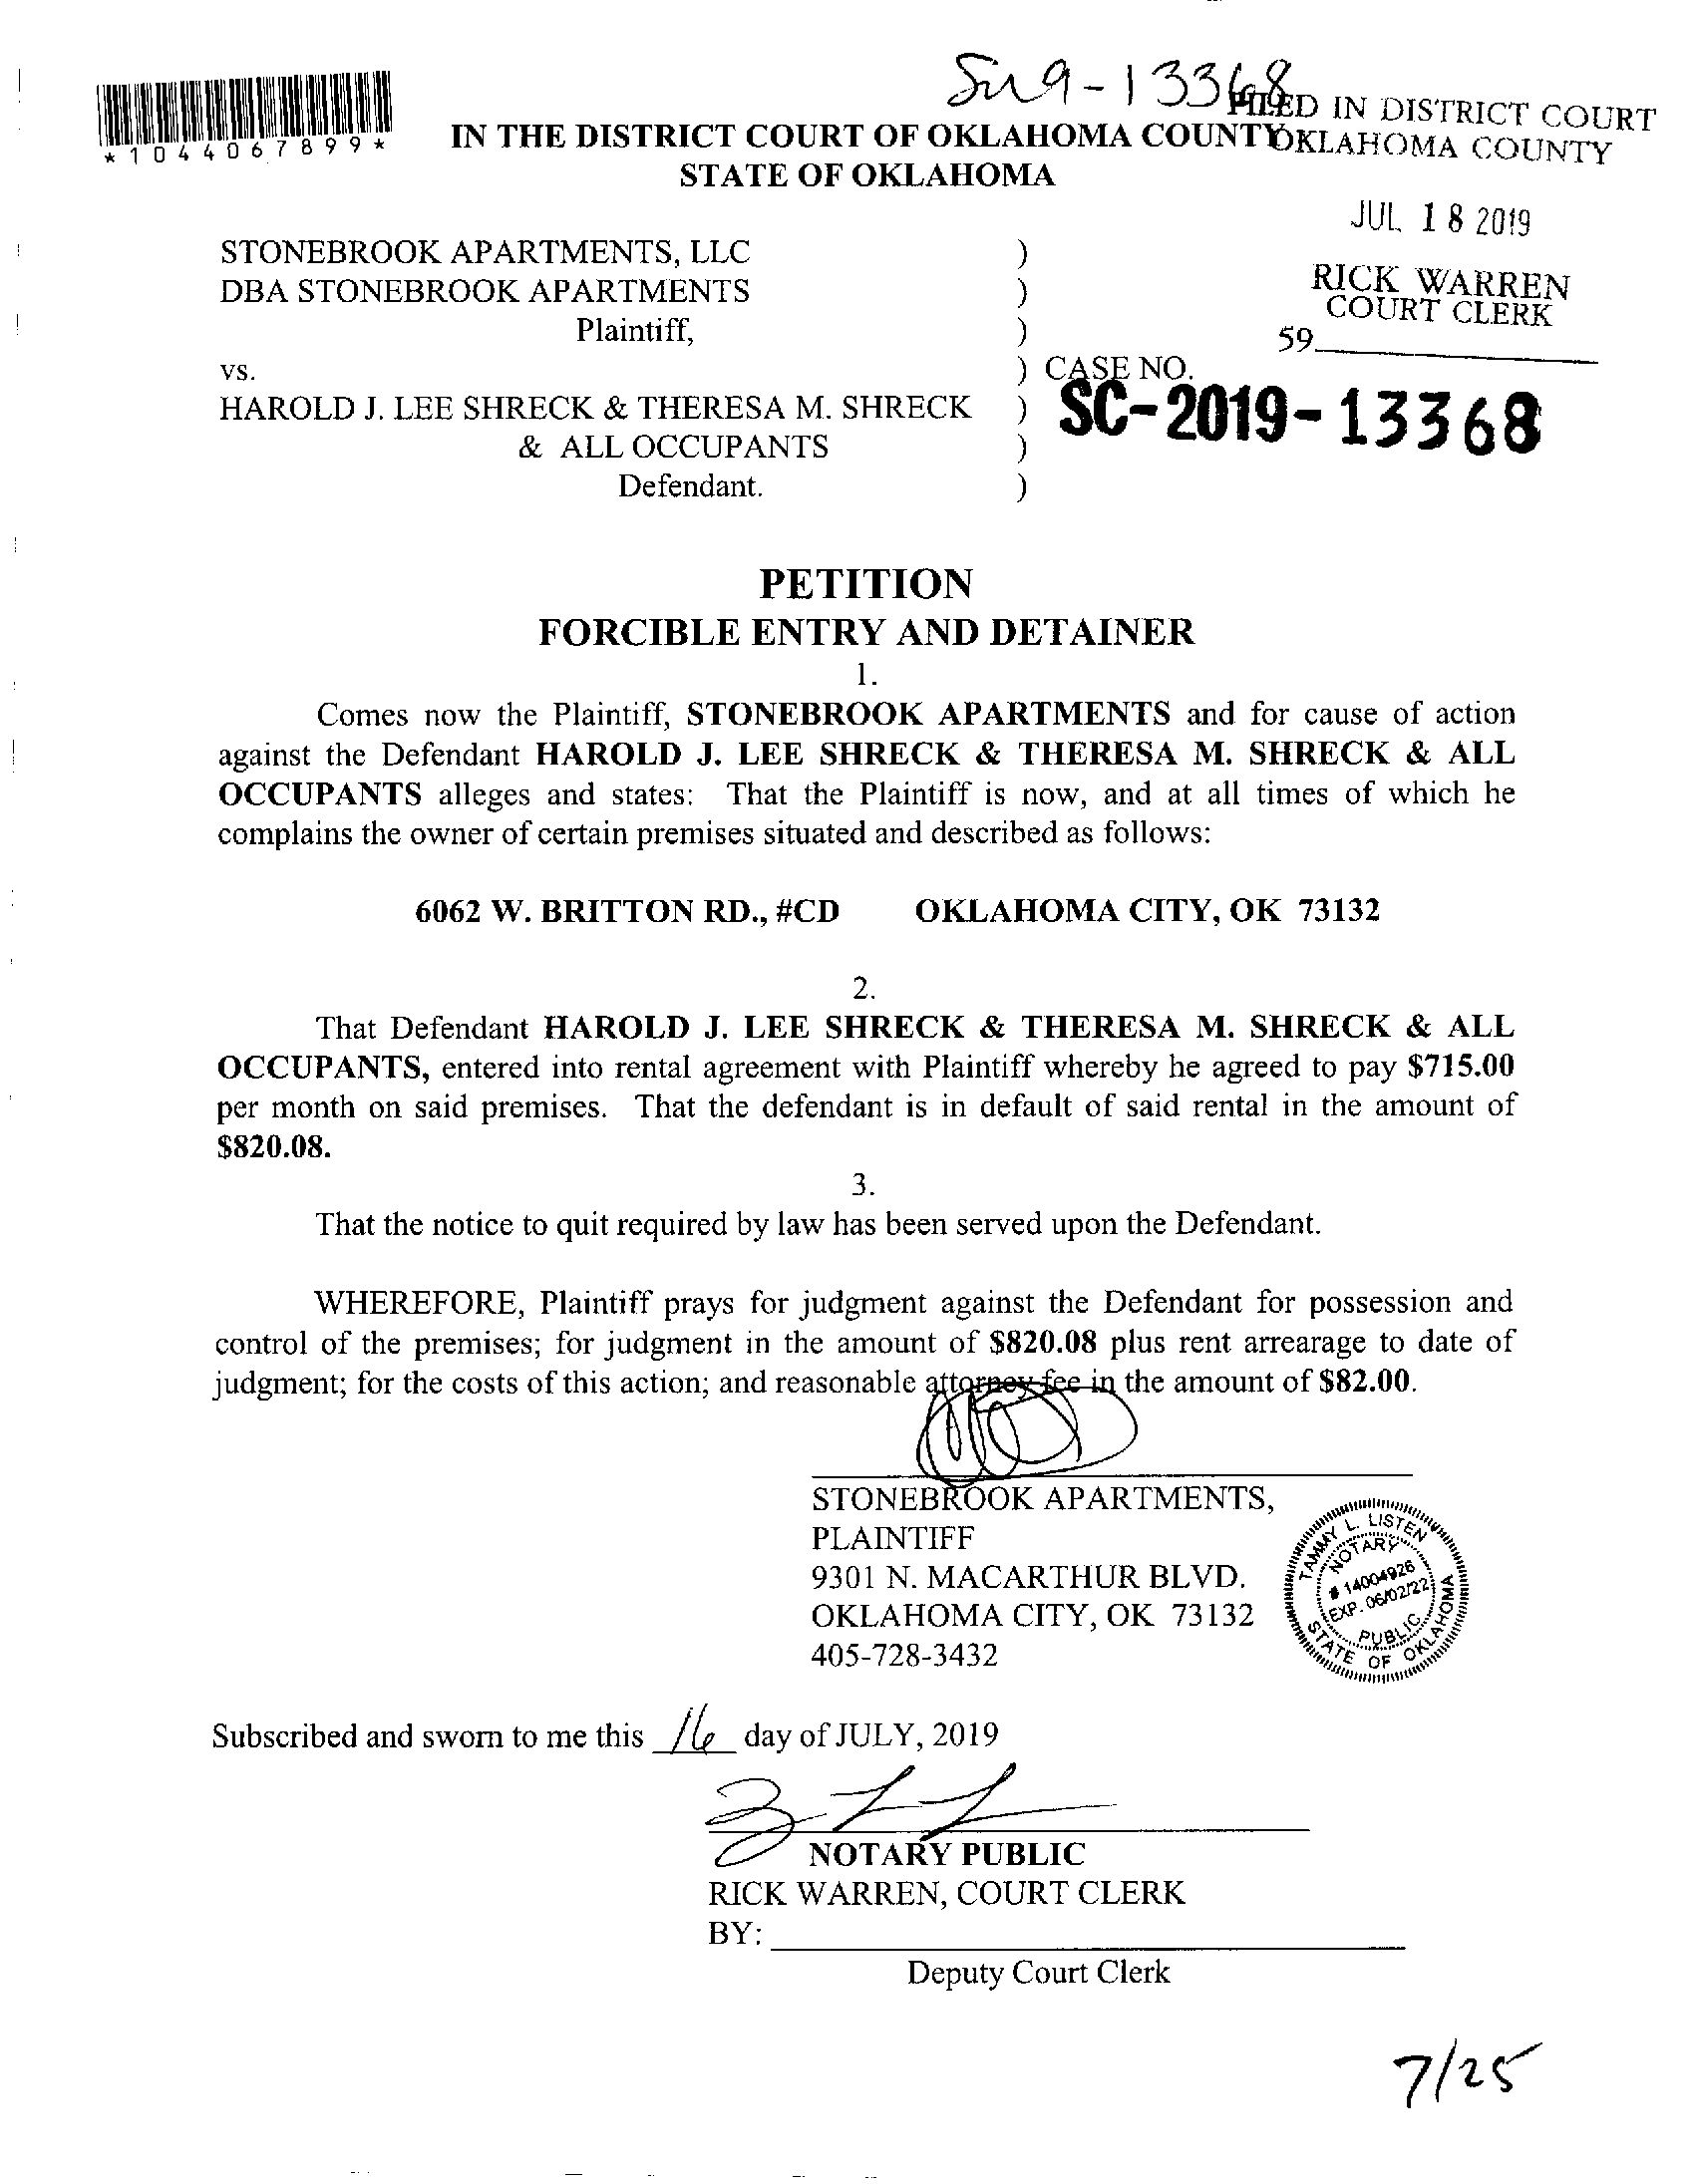 *1044067899*
13368
FILED IN DISTRICT COURT
OKLAHOMA COUNTY
IN THE DISTRICT COURT OF OKLAHOMA COUNTY
STATE OF OKLAHOMA
JUL 18 2019
RICK WARREN
COURT CLERK
59
STONEBROOK APARTMENTS, LLC )
DBA STONEBROOK APARTMENTS )
Plaintiff, )
vs. ) CASE NO.
SC-2019-13368
HAROLD J. LEE SHRECK & THERESA M. SHRECK )
& ALL OCCUPANTS )
Defendant. )
PETITION
FORCIBLE ENTRY AND DETAINER
1.
Comes now the Plaintiff, STONEBROOK APARTMENTS and for cause of action
against the Defendant HAROLD J. LEE SHRECK & THERESA M. SHRECK & ALL
OCCUPANTS alleges and states: That the Plaintiff is now, and at all times of which he
complains the owner of certain premises situated and described as follows:
6062 W. BRITTON RD., #CD OKLAHOMA CITY, OK 73132
2.
That Defendant HAROLD J. LEE SHRECK & THERESA M. SHRECK & ALL
OCCUPANTS, entered into rental agreement with Plaintiff whereby he agreed to pay $715.00
per month on said premises. That the defendant is in default of said rental in the amount of
$820.08.
3.
That the notice to quit required by law has been served upon the Defendant.
WHEREFORE, Plaintiff prays for judgment against the Defendant for possession and
control of the premises; for judgment in the amount of $820.08 plus rent arrearage to date of
judgment; for the costs of this action; and reasonable attorney fee in the amount of $82.00.
STONEBROOK APARTMENTS,
PLAINTIFF
9301 N. MACARTHUR BLVD.
OKLAHOMA CITY, OK 73132
405-728-3432
TAMMY L. LISTEN
NOTARY
# 14004926
EXP. 06/02/22
PUBLIC
STATE OF OKLAHOMA
Subscribed and sworn to me this 16 day of JULY, 2019
NOTARY PUBLIC
RICK WARREN, COURT CLERK
BY:
Deputy Court Clerk
7/25